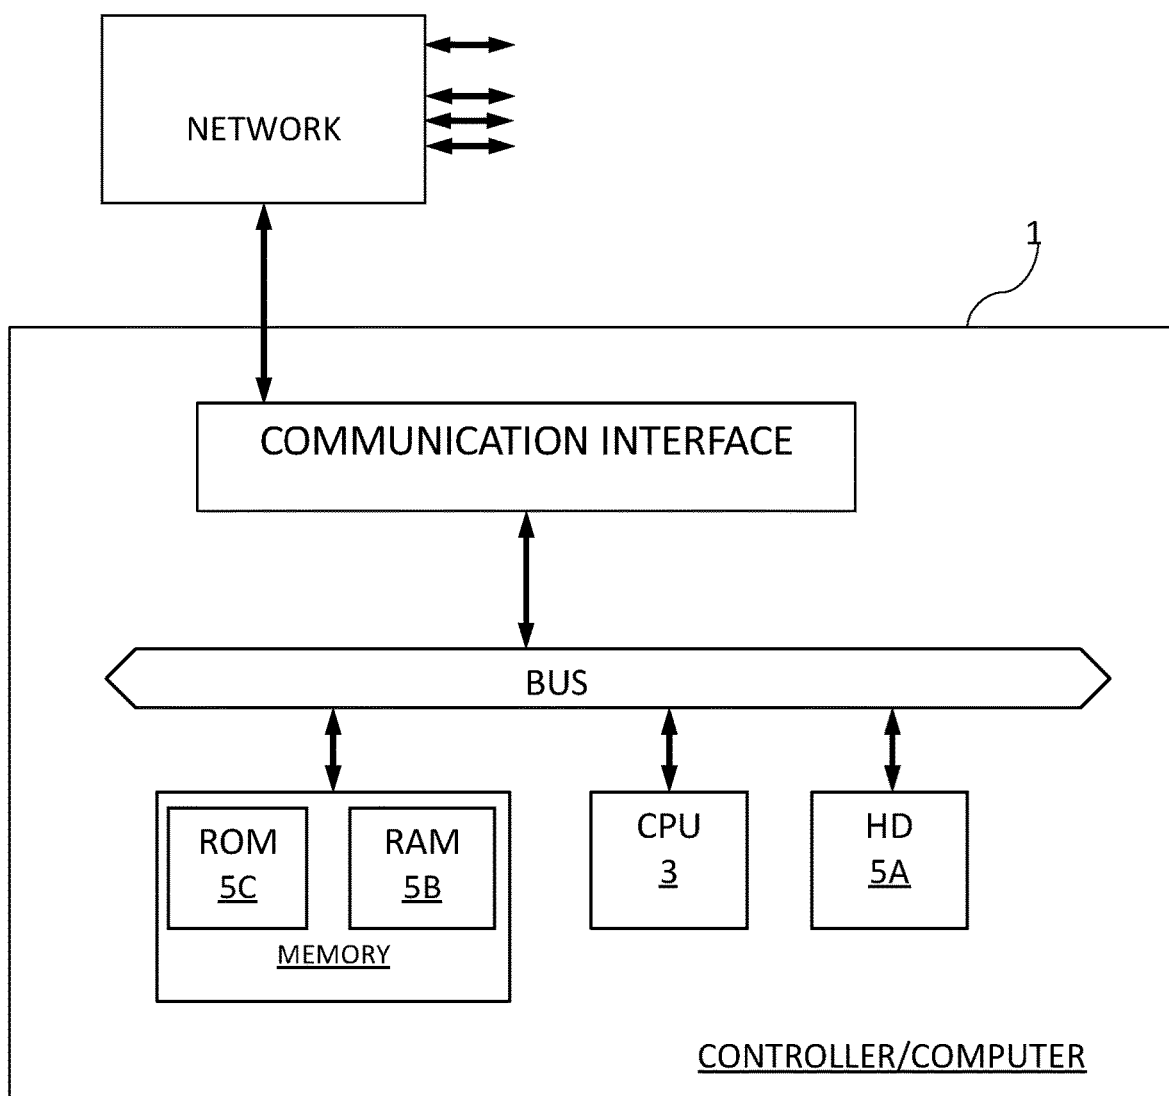 NETWORK
1
COMMUNICATION INTERFACE
BUS
ROM
5C
RAM
5B
MEMORY
CPU
3
HD
5A
CONTROLLER/COMPUTER